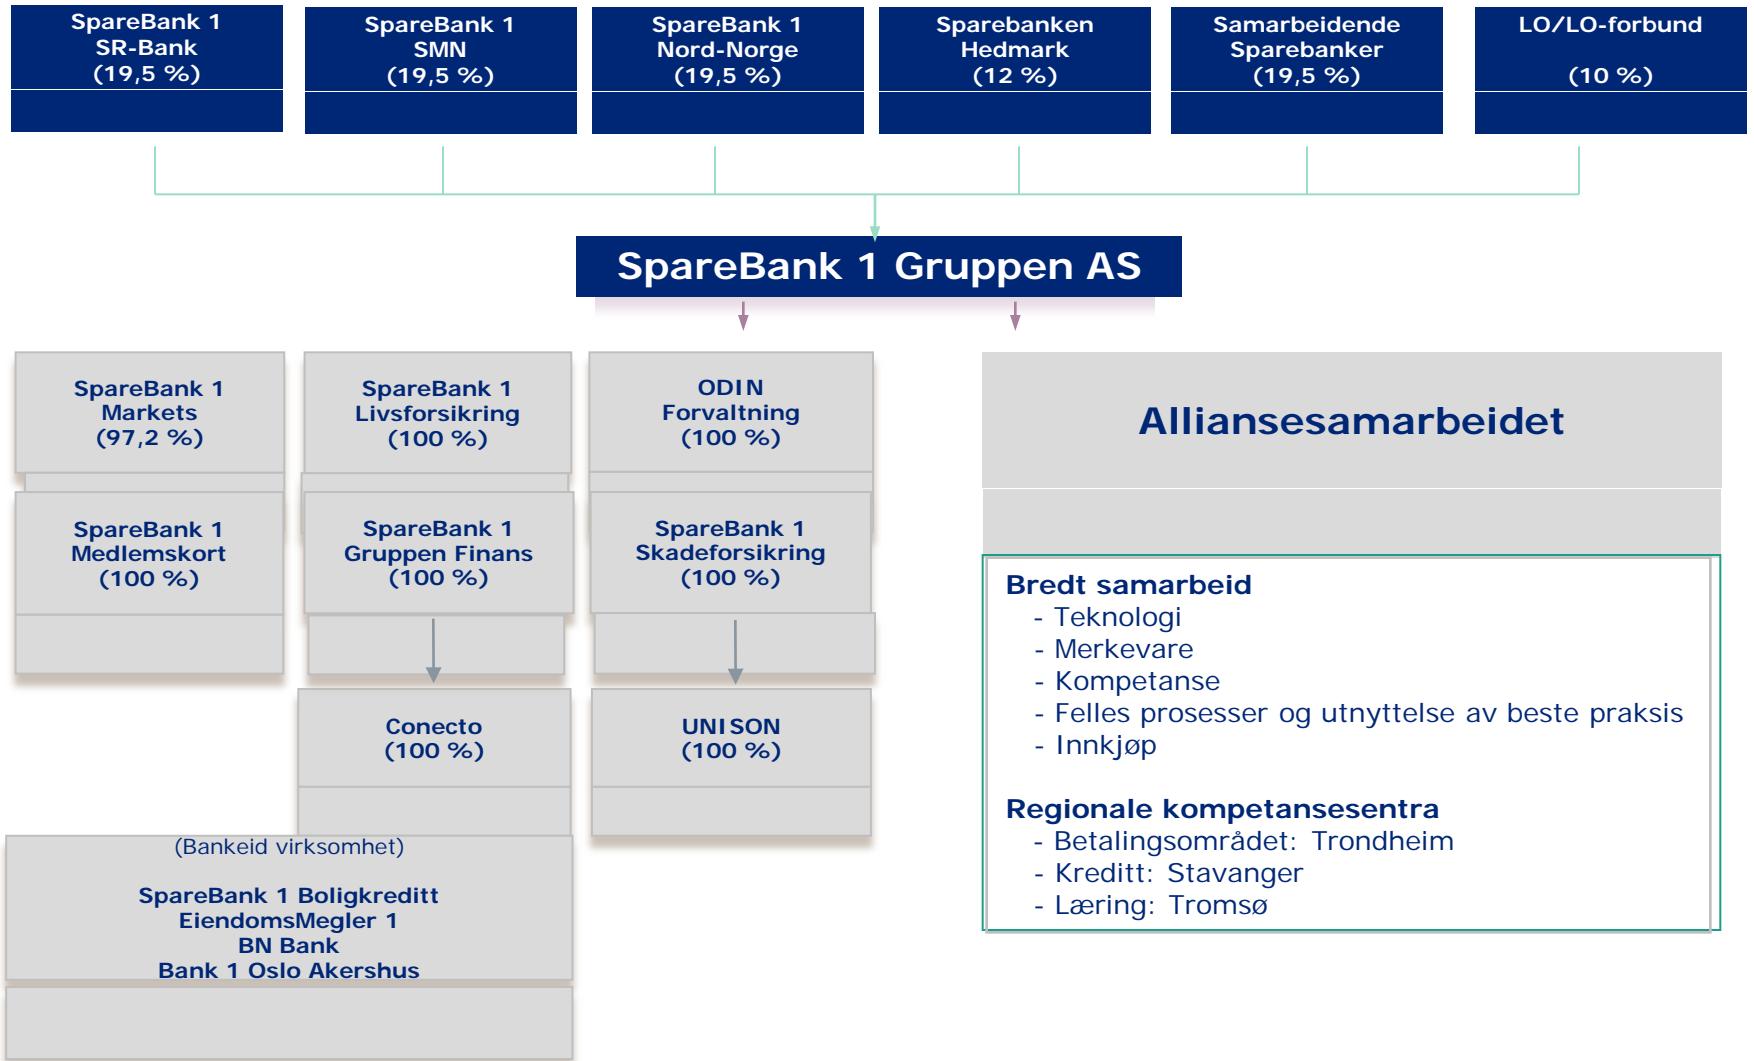 SpareBank 1
SR-Bank
(19,5 %)
SpareBank 1
SMN
(19,5 %)
SpareBank 1
Nord-Norge
(19,5 %)
Sparebanken
Hedmark
(12 %)
Samarbeidende
Sparebanker
(19,5 %)
LO/LO-forbund
(10 %)
SpareBank 1 Gruppen AS
SpareBank 1
Markets
(97,2 %)
SpareBank 1
Livsforsikring
(100 %)
ODIN
Forvaltning
(100 %)
SpareBank 1
Medlemskort
(100 %)
SpareBank 1
Gruppen Finans
(100 %)
SpareBank 1
Skadeforsikring
(100 %)
Conecto
(100 %)
UNISON
(100 %)
(Bankeid virksomhet)
SpareBank 1 Boligkreditt
EiendomsMegler 1
BN Bank
Bank 1 Oslo Akershus
Alliansesamarbeidet
Bredt samarbeid
- Teknologi
- Merkevare
- Kompetanse
- Felles prosesser og utnyttelse av beste praksis
- Innkjøp
Regionale kompetansesentra
- Betalingsområdet: Trondheim
- Kreditt: Stavanger
- Læring: Tromsø